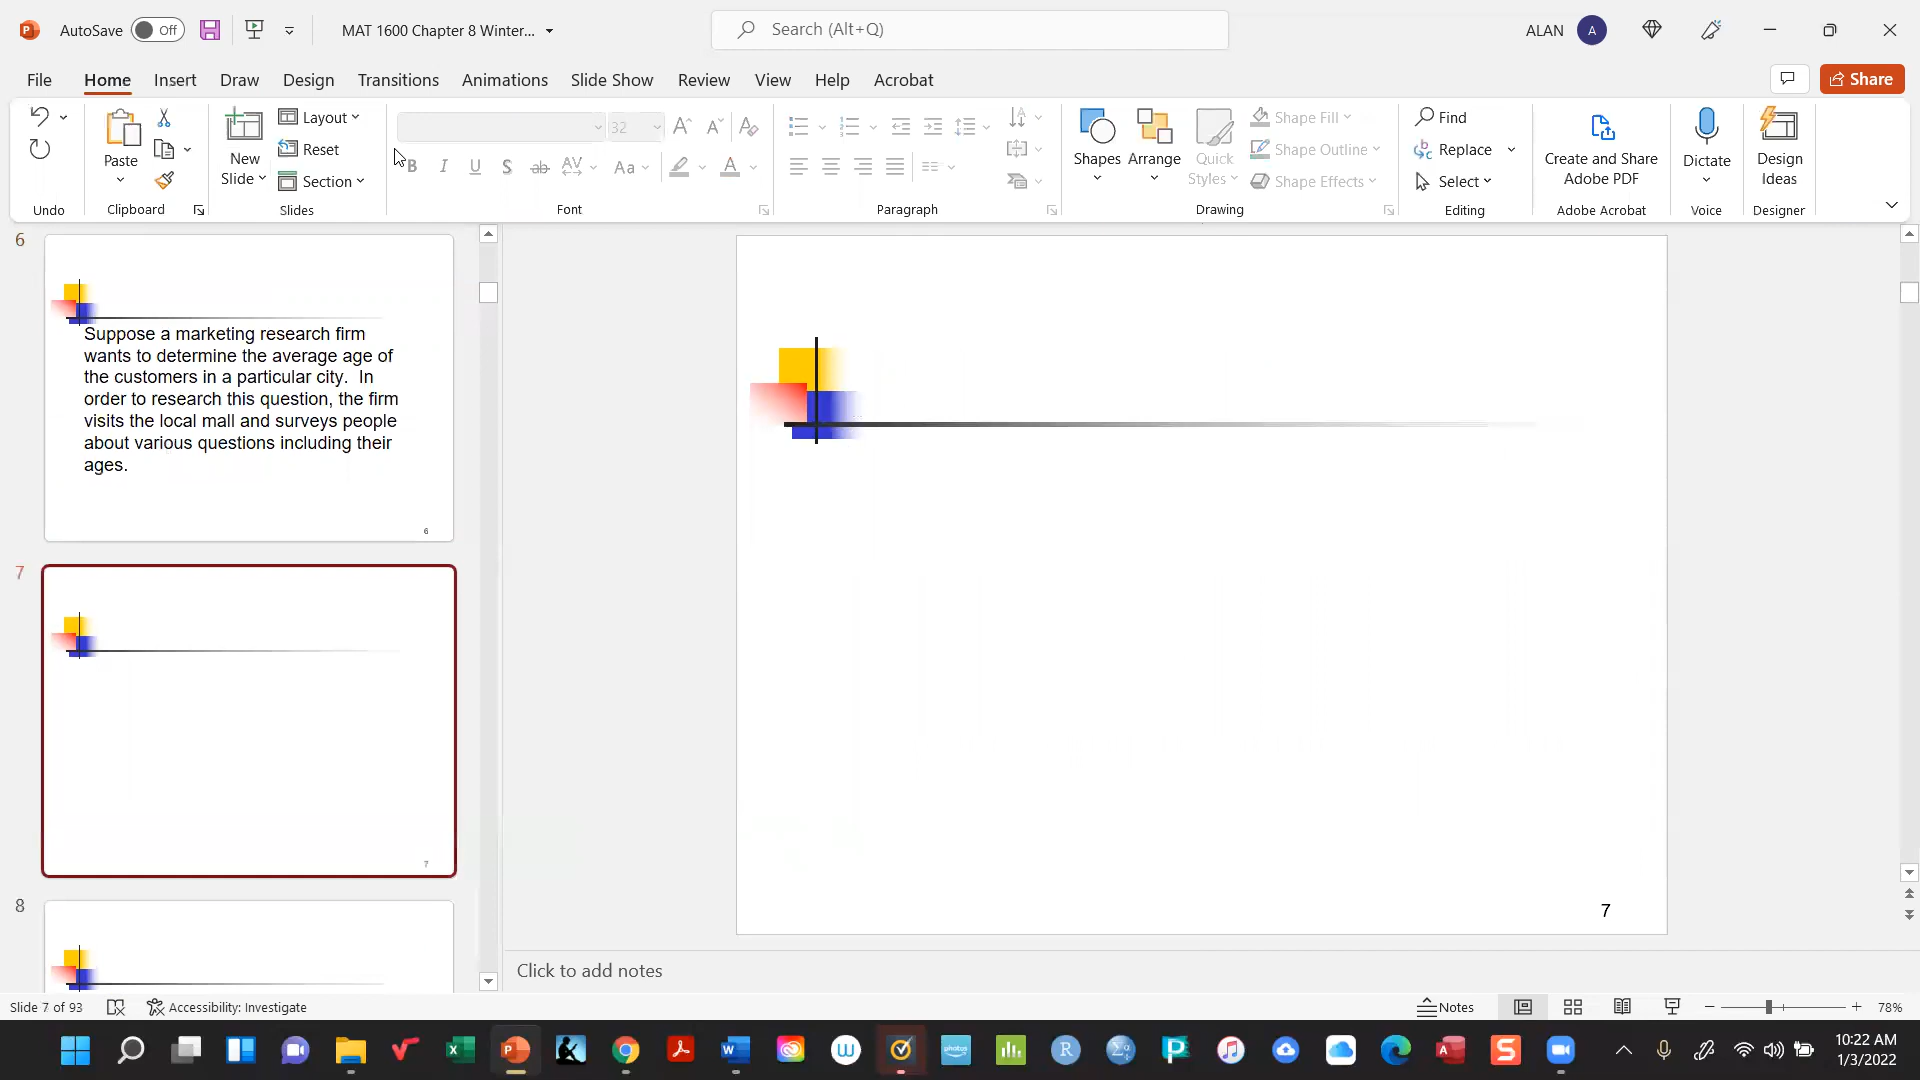 AutoSave Off MAT 1600 Chapter 8 Winter... Search (Alt+Q) ALAN A
File Home Insert Draw Design Transitions Animations Slide Show Review View Help Acrobat Share
Undo
Paste
Clipboard
New
Slide
Layout
Reset
Section
Slides
32
B I U S ab AV Aa A
Font
Paragraph
Shapes
Arrange
Quick
Styles
Shape Fill
Shape Outline
Shape Effects
Drawing
Find
Replace
Select
Editing
Create and Share
Adobe PDF
Adobe Acrobat
Dictate
Voice
Design
Ideas
Designer
6
Suppose a marketing research firm
wants to determine the average age of
the customers in a particular city. In
order to research this question, the firm
visits the local mall and surveys people
about various questions including their
ages.
6
7
7
8
7
Click to add notes
Slide 7 of 93 Accessibility: Investigate Notes 78%
10:22 AM
1/3/2022